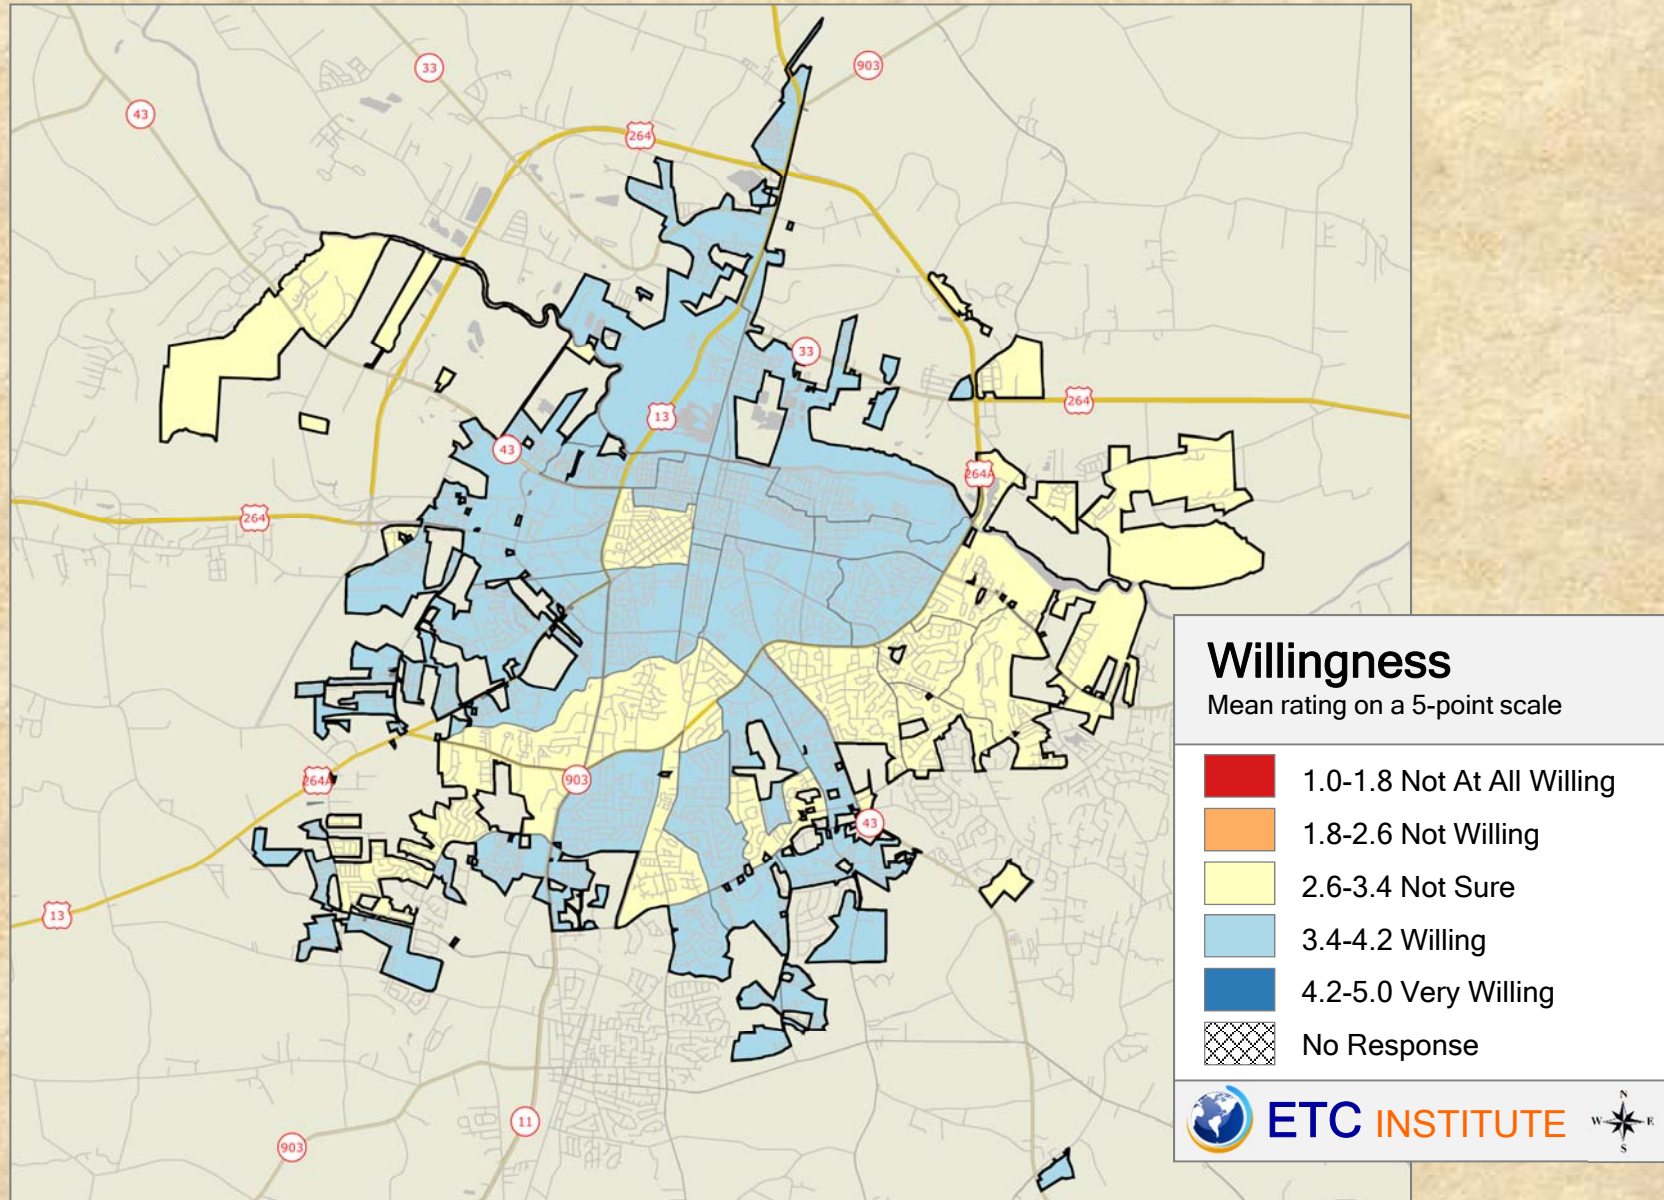 33
903
43
264
33
264
13
43
264A
264
903
264A
43
13
11
903
Willingness
Mean rating on a 5-point scale
1.0-1.8 Not At All Willing
1.8-2.6 Not Willing
2.6-3.4 Not Sure
3.4-4.2 Willing
4.2-5.0 Very Willing
No Response
ETC INSTITUTE
N
W E
S